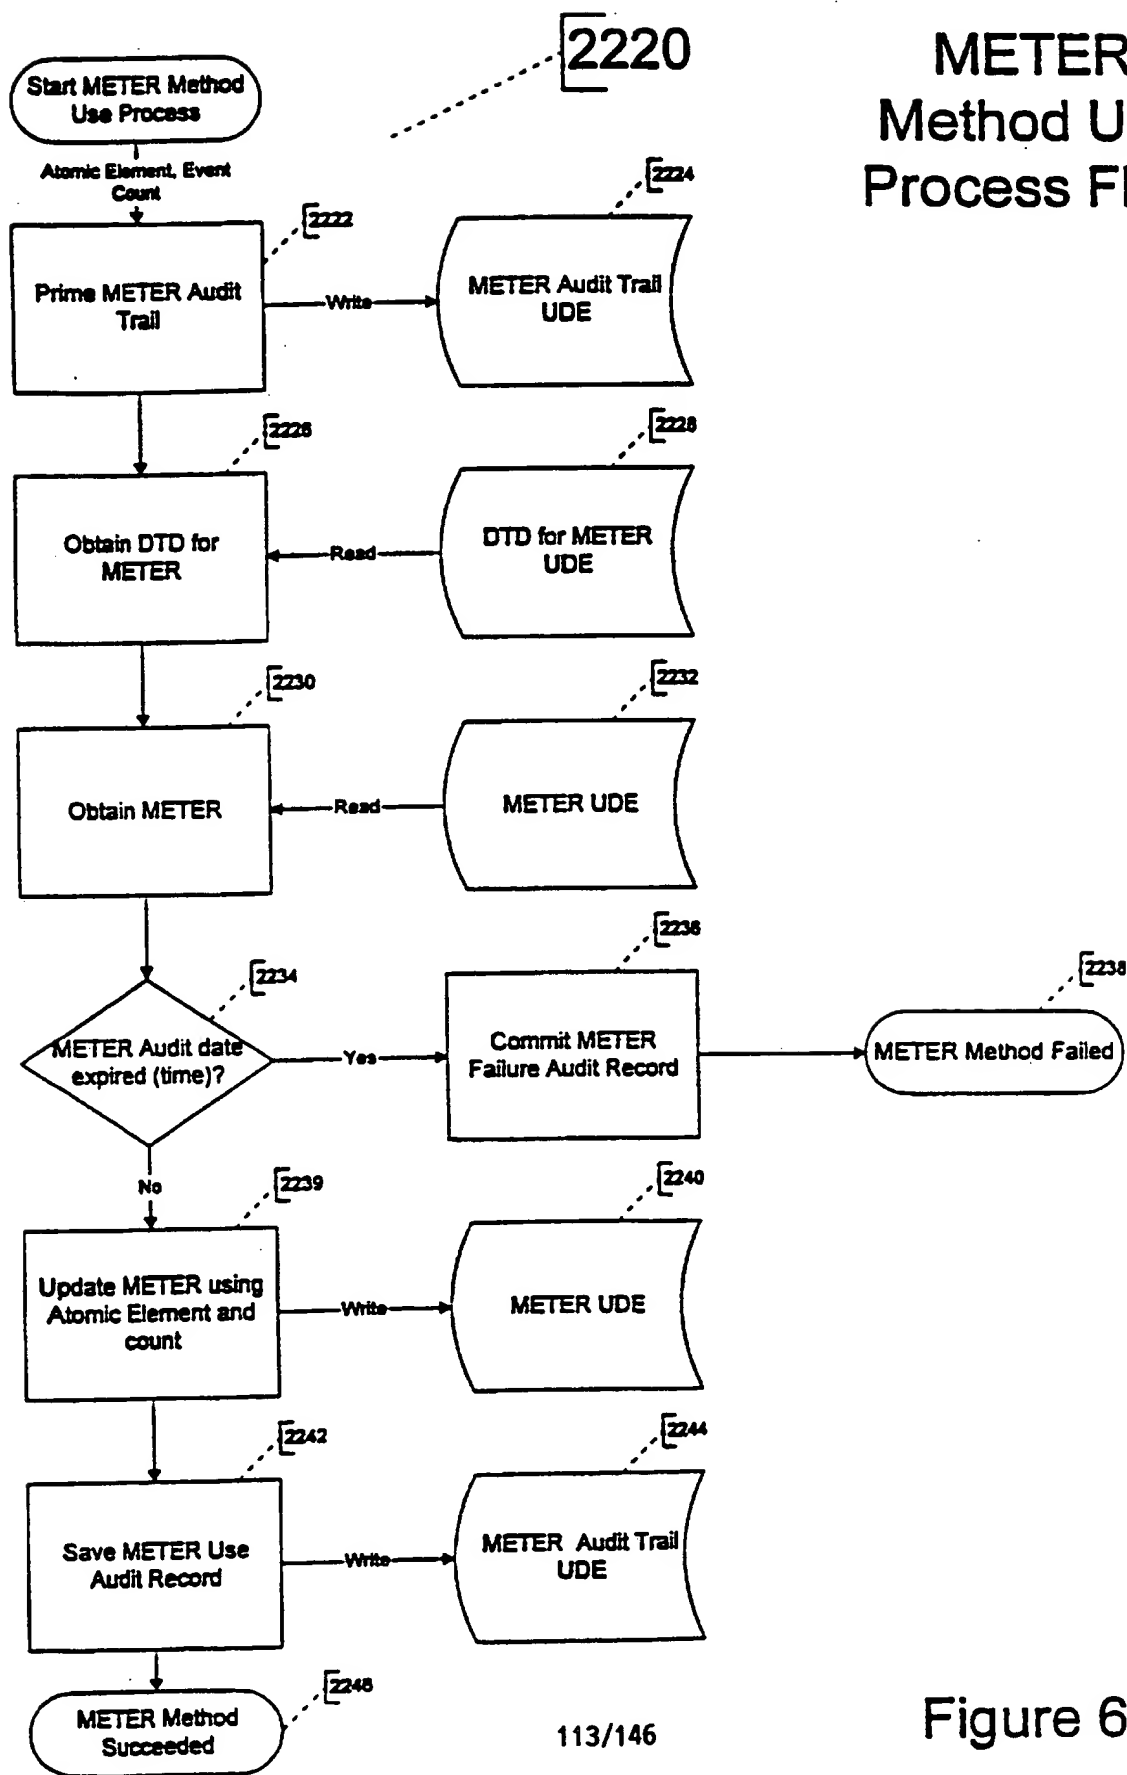 2220
METER
Method U
Process Fl
Start METER Method
Use Process
Atomic Element, Event
Count
2222
2224
Prime METER Audit
Trail
Write
METER Audit Trail
UDE
2226
2228
Obtain DTD for
METER
Read
DTD for METER
UDE
2230
2232
Obtain METER
Read
METER UDE
2234
2236
2238
METER Audit date
expired (time)?
Yes
Commit METER
Failure Audit Record
METER Method Failed
No
2239
2240
Update METER using
Atomic Element and
count
Write
METER UDE
2242
2244
Save METER Use
Audit Record
Write
METER Audit Trail
UDE
2246
METER Method
Succeeded
113/146
Figure 6